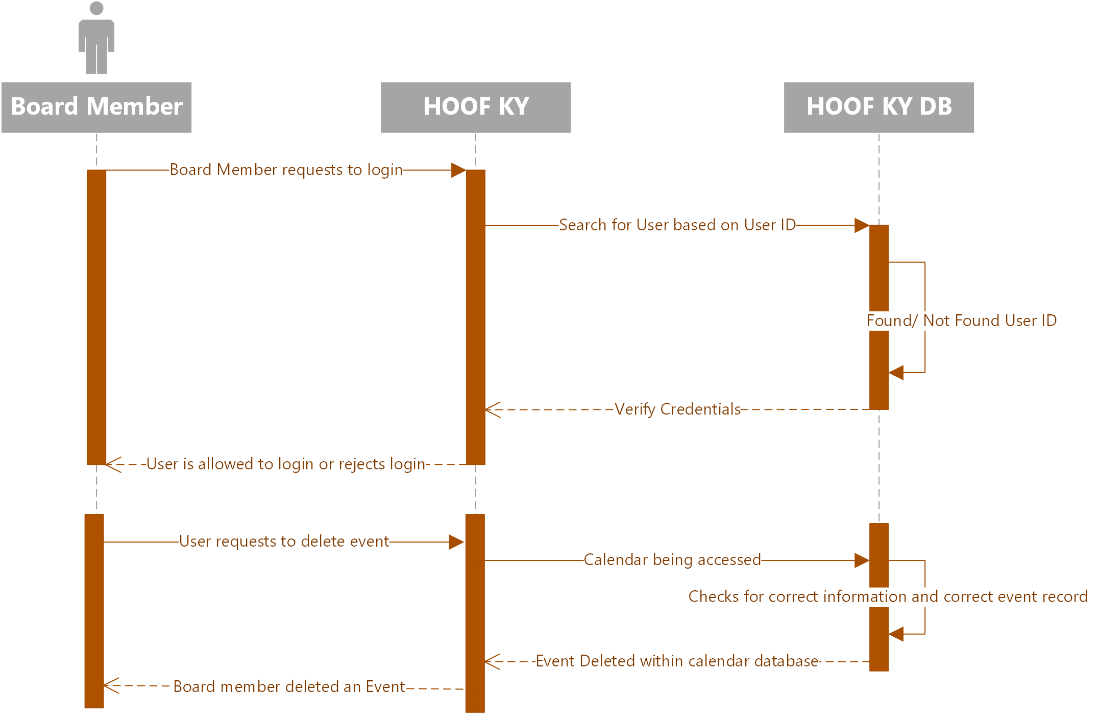 Board Member
HOOF KY
HOOF KY DB
Board Member requests to login
Search for User based on User ID
Found/ Not Found User ID
Verify Credentials
User is allowed to login or rejects login
User requests to delete event
Calendar being accessed
Checks for correct information and correct event record
Event Deleted within calendar database
Board member deleted an Event